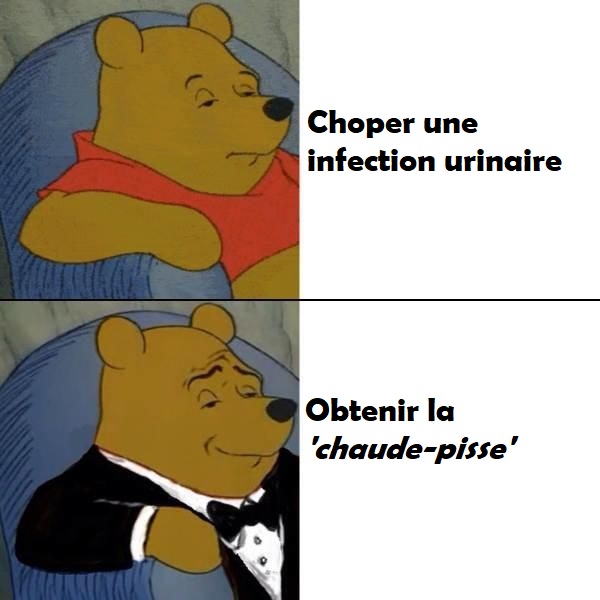 Choper une
infection urinaire
Obtenir la
'chaude-pisse'